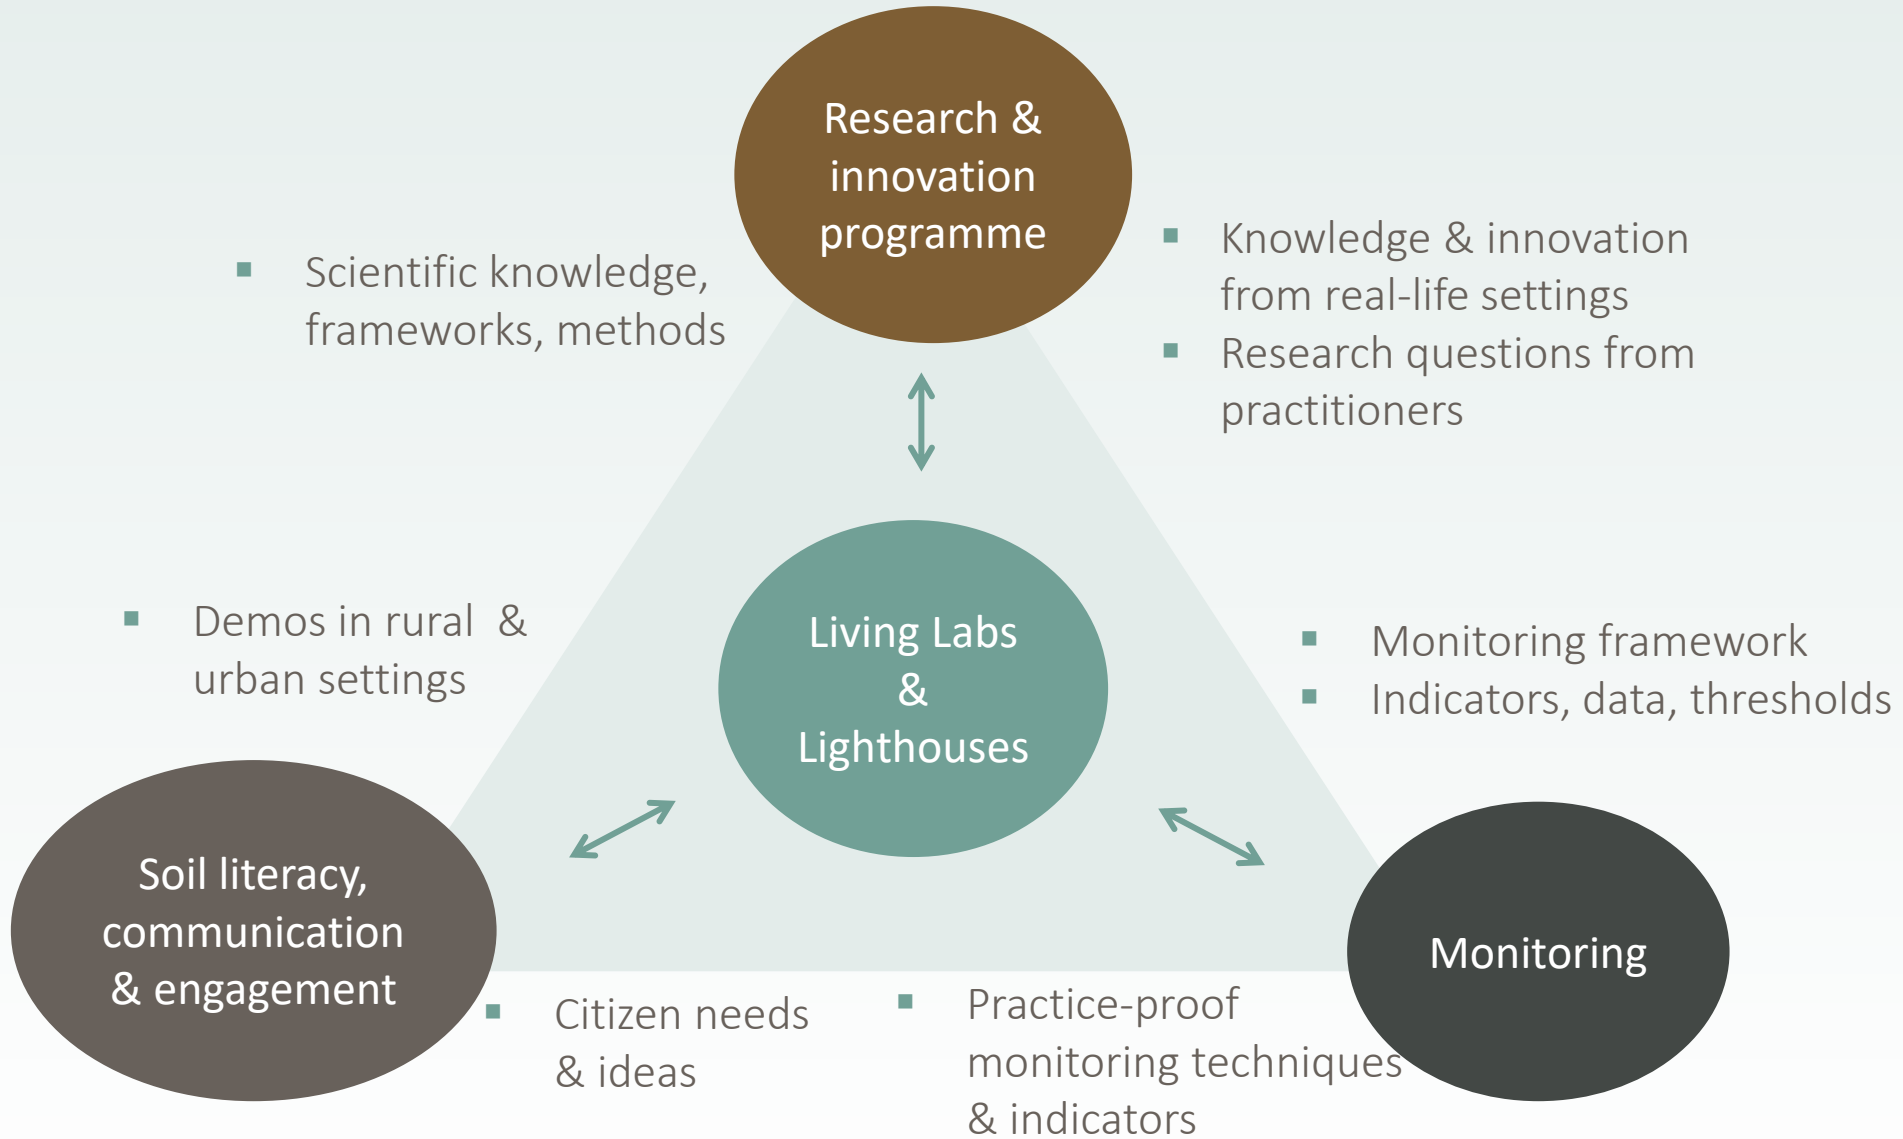 Research &
innovation
programme
▪ Scientific knowledge,
frameworks, methods
▪ Knowledge & innovation
from real-life settings
▪ Research questions from
practitioners
▪ Demos in rural & 
urban settings
Living Labs
&
Lighthouses
▪ Monitoring framework
▪ Indicators, data, thresholds
Soil literacy,
communication
& engagement
Monitoring
▪ Citizen needs
& ideas
▪ Practice-proof
monitoring techniques
& indicators